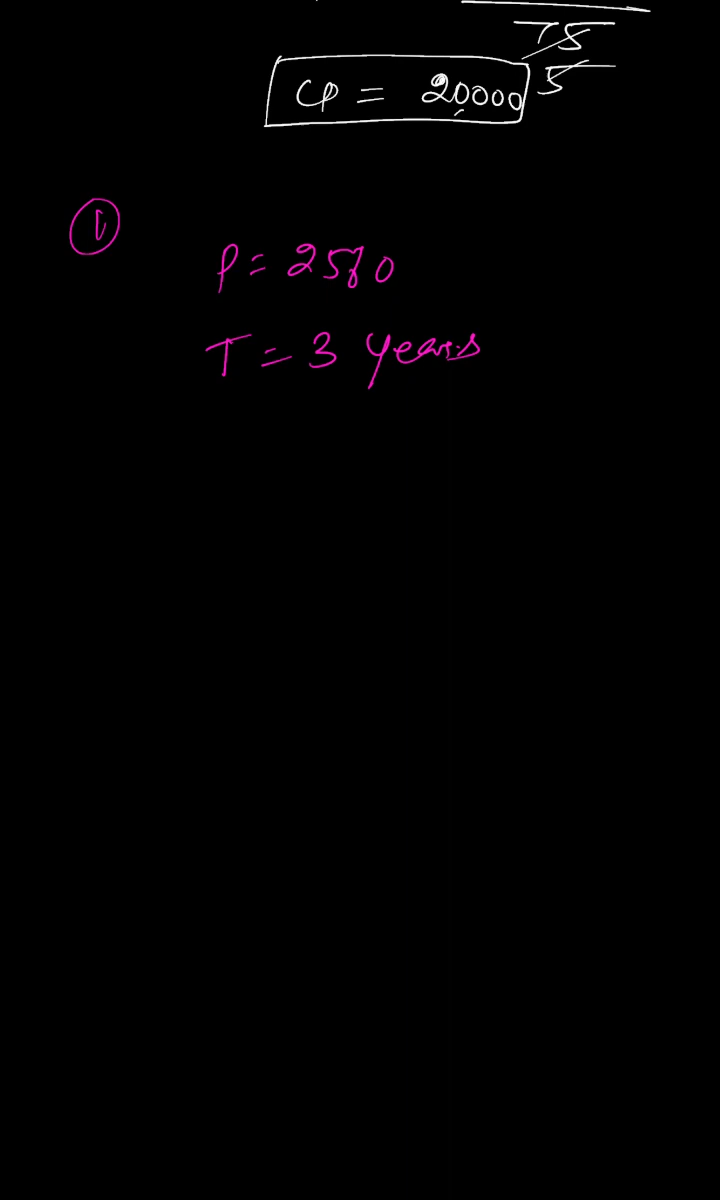 75
5
CP = 20,000
①
P = 2580
T = 3 years